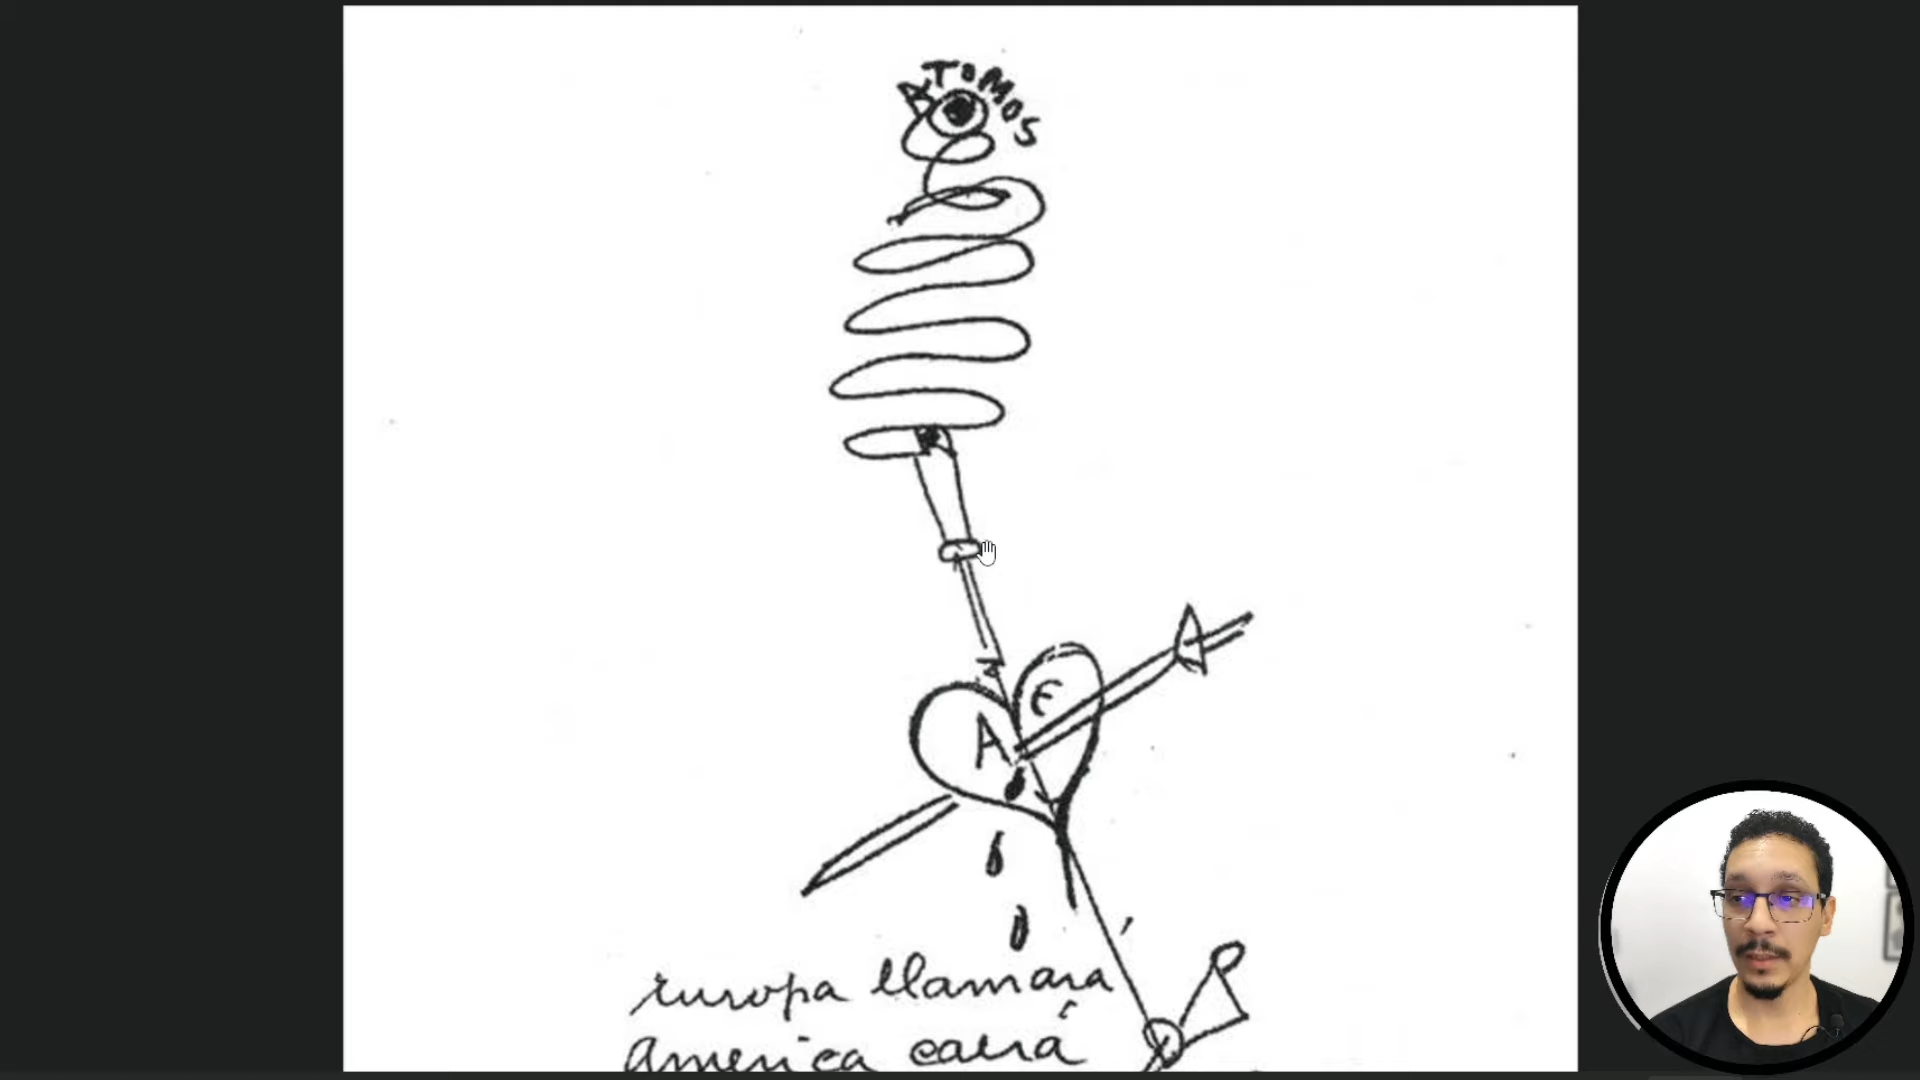 ATOMOS
E
A
Europa llamara
America caerá